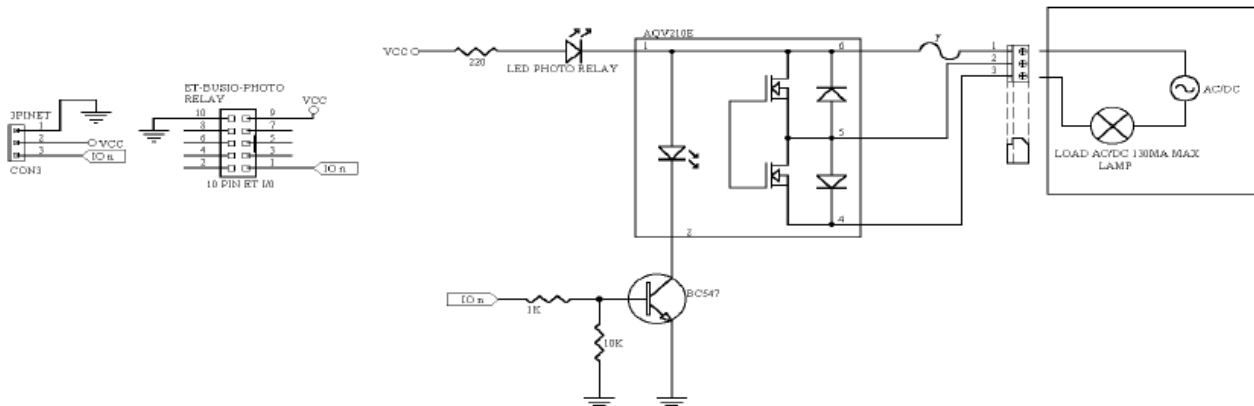 3PINET
1
2
3
VCC
IO n
CON3
ET-BUSIO-PHOTO
RELAY
VCC
10
9
8
7
6
5
4
3
2
1
IO n
10 PIN ET I/0
VCC
220
LED PHOTO RELAY
AQV210E
1
6
5
4
2
F
1
2
3
AC/DC
LOAD AC/DC 130MA MAX
LAMP
IO n
1K
10K
BC547